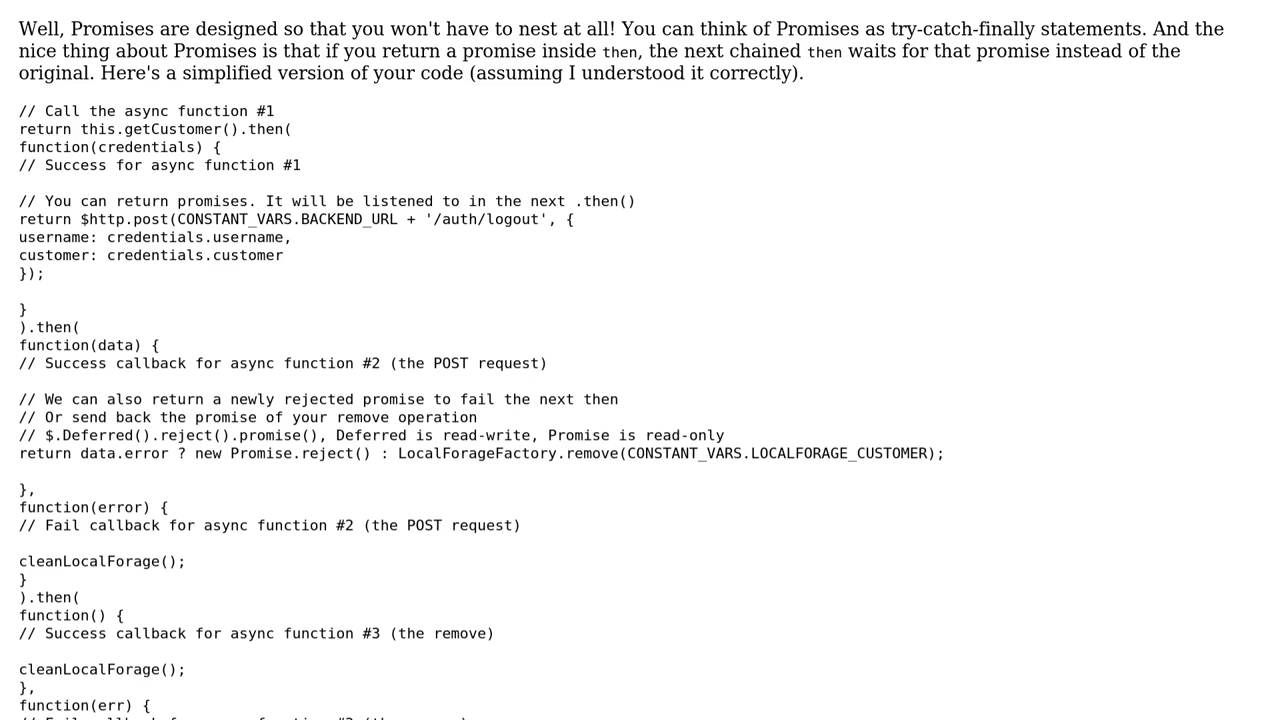 Well, Promises are designed so that you won't have to nest at all! You can think of Promises as try-catch-finally statements. And the
nice thing about Promises is that if you return a promise inside then, the next chained then waits for that promise instead of the
original. Here's a simplified version of your code (assuming I understood it correctly).
// Call the async function #1
return this.getCustomer().then(
function(credentials) {
// Success for async function #1
// You can return promises. It will be listened to in the next .then()
return $http.post(CONSTANT_VARS.BACKEND_URL + '/auth/logout', {
username: credentials.username,
customer: credentials.customer
});
}
).then(
function(data) {
// Success callback for async function #2 (the POST request)
// We can also return a newly rejected promise to fail the next then
// Or send back the promise of your remove operation
// $.Deferred().reject().promise(), Deferred is read-write, Promise is read-only
return data.error ? new Promise.reject() : LocalForageFactory.remove(CONSTANT_VARS.LOCALFORAGE_CUSTOMER);
},
function(error) {
// Fail callback for async function #2 (the POST request)
cleanLocalForage();
}
).then(
function() {
// Success callback for async function #3 (the remove)
cleanLocalForage();
},
function(err) {